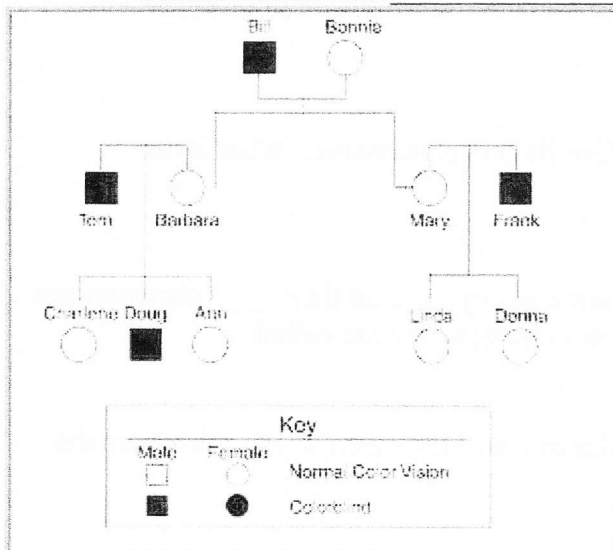 Bill Bonnie
Tom Barbara Mary Frank
Charlene Doug Ann Linda Donna
Key
Male Female
Normal Color Vision
Colorblind